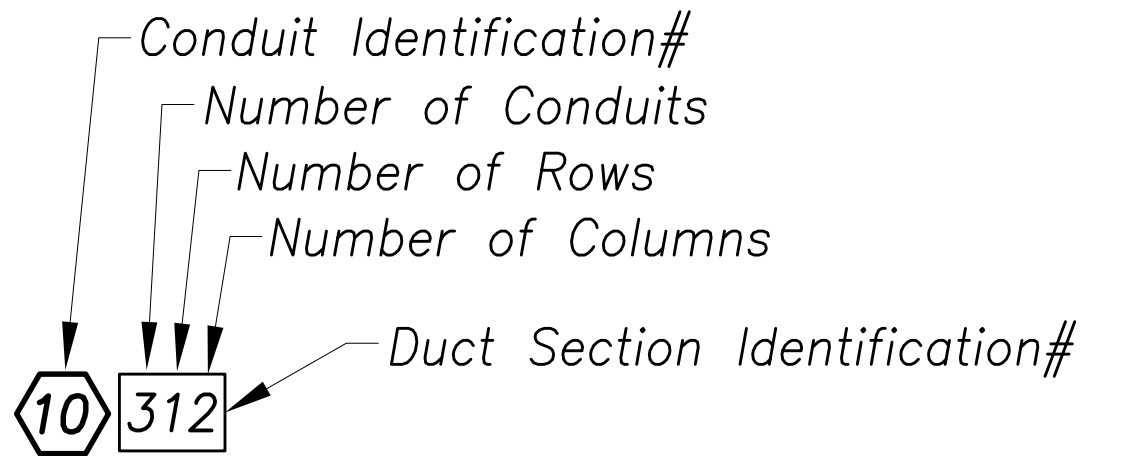 Conduit Identification#
Number of Conduits
Number of Rows
Number of Columns
Duct Section Identification#
10 312